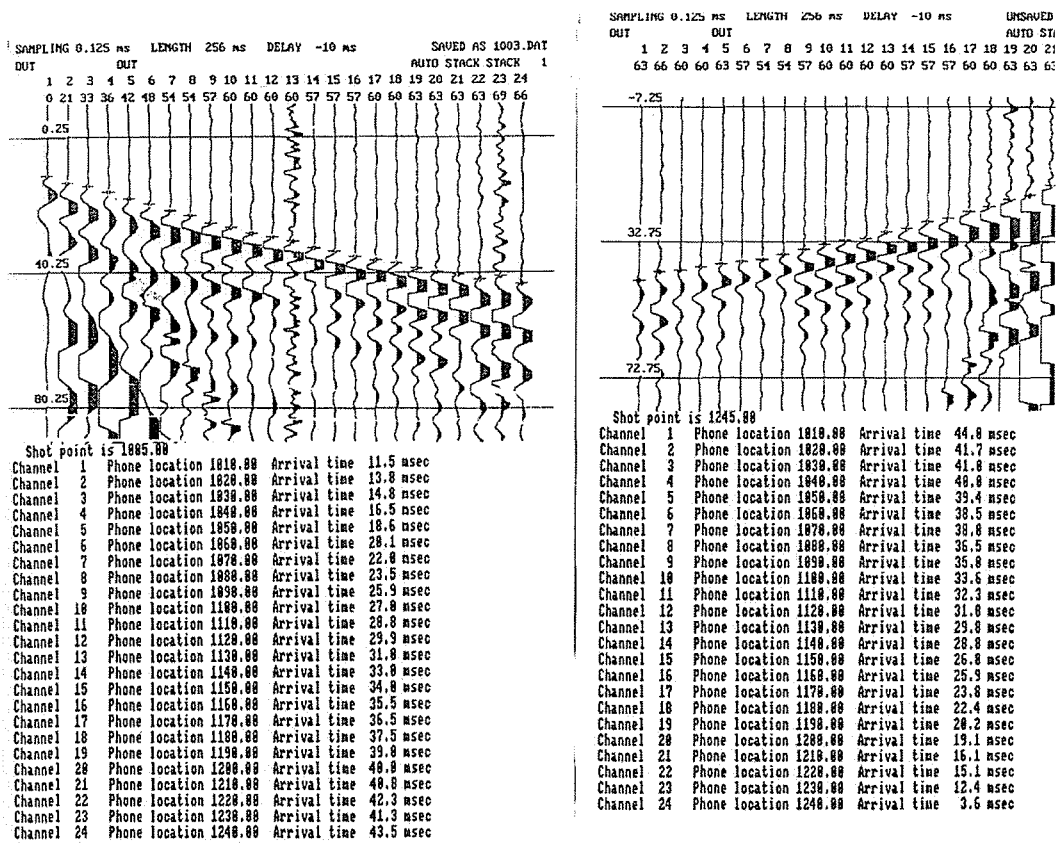 SAMPLING 0.125 ms LENGTH 256 ms DELAY -10 ms SAVED AS 1003.DAT
OUT OUT AUTO STACK STACK 1
1 2 3 4 5 6 7 8 9 10 11 12 13 14 15 16 17 18 19 20 21 22 23 24
0 21 33 36 42 48 54 54 57 60 60 60 60 57 57 57 60 60 63 63 63 63 69 66
0.25
40.25
80.25
Shot point is 1005.00
Channel 1 Phone location 1010.00 Arrival time 11.5 msec
Channel 2 Phone location 1020.00 Arrival time 13.8 msec
Channel 3 Phone location 1030.00 Arrival time 14.8 msec
Channel 4 Phone location 1040.00 Arrival time 16.5 msec
Channel 5 Phone location 1050.00 Arrival time 18.6 msec
Channel 6 Phone location 1060.00 Arrival time 20.1 msec
Channel 7 Phone location 1070.00 Arrival time 22.0 msec
Channel 8 Phone location 1080.00 Arrival time 23.5 msec
Channel 9 Phone location 1090.00 Arrival time 25.9 msec
Channel 10 Phone location 1100.00 Arrival time 27.0 msec
Channel 11 Phone location 1110.00 Arrival time 28.8 msec
Channel 12 Phone location 1120.00 Arrival time 29.9 msec
Channel 13 Phone location 1130.00 Arrival time 31.0 msec
Channel 14 Phone location 1140.00 Arrival time 33.0 msec
Channel 15 Phone location 1150.00 Arrival time 34.0 msec
Channel 16 Phone location 1160.00 Arrival time 35.5 msec
Channel 17 Phone location 1170.00 Arrival time 36.5 msec
Channel 18 Phone location 1180.00 Arrival time 37.5 msec
Channel 19 Phone location 1190.00 Arrival time 39.0 msec
Channel 20 Phone location 1200.00 Arrival time 40.0 msec
Channel 21 Phone location 1210.00 Arrival time 40.8 msec
Channel 22 Phone location 1220.00 Arrival time 42.3 msec
Channel 23 Phone location 1230.00 Arrival time 41.3 msec
Channel 24 Phone location 1240.00 Arrival time 43.5 msec
SAMPLING 0.125 ms LENGTH 256 ms DELAY -10 ms UNSAVED
OUT OUT AUTO STA
1 2 3 4 5 6 7 8 9 10 11 12 13 14 15 16 17 18 19 20 21
63 66 60 60 63 57 54 54 57 60 60 60 60 57 57 57 60 60 60 63 63
-7.25
32.75
72.75
Shot point is 1245.00
Channel 1 Phone location 1010.00 Arrival time 44.0 msec
Channel 2 Phone location 1020.00 Arrival time 41.7 msec
Channel 3 Phone location 1030.00 Arrival time 41.0 msec
Channel 4 Phone location 1040.00 Arrival time 40.0 msec
Channel 5 Phone location 1050.00 Arrival time 39.4 msec
Channel 6 Phone location 1060.00 Arrival time 38.5 msec
Channel 7 Phone location 1070.00 Arrival time 38.0 msec
Channel 8 Phone location 1080.00 Arrival time 36.5 msec
Channel 9 Phone location 1090.00 Arrival time 35.8 msec
Channel 10 Phone location 1100.00 Arrival time 33.6 msec
Channel 11 Phone location 1110.00 Arrival time 32.3 msec
Channel 12 Phone location 1120.00 Arrival time 31.0 msec
Channel 13 Phone location 1130.00 Arrival time 29.8 msec
Channel 14 Phone location 1140.00 Arrival time 28.8 msec
Channel 15 Phone location 1150.00 Arrival time 26.8 msec
Channel 16 Phone location 1160.00 Arrival time 25.9 msec
Channel 17 Phone location 1170.00 Arrival time 23.8 msec
Channel 18 Phone location 1180.00 Arrival time 22.4 msec
Channel 19 Phone location 1190.00 Arrival time 20.2 msec
Channel 20 Phone location 1200.00 Arrival time 19.1 msec
Channel 21 Phone location 1210.00 Arrival time 16.1 msec
Channel 22 Phone location 1220.00 Arrival time 15.1 msec
Channel 23 Phone location 1230.00 Arrival time 12.4 msec
Channel 24 Phone location 1240.00 Arrival time 3.6 msec